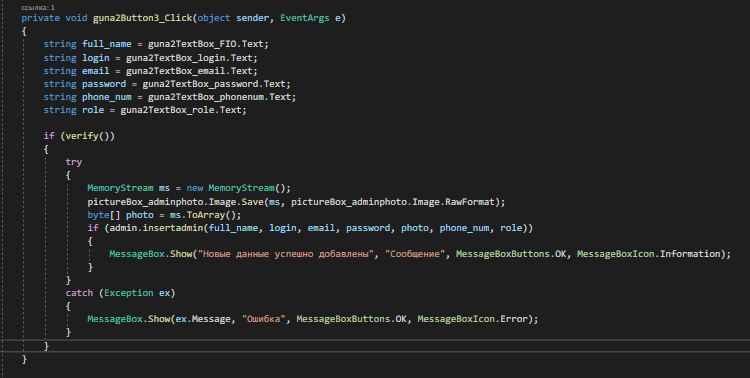 ссылка: 1
private void guna2Button3_Click(object sender, EventArgs e)
{
string full_name = guna2TextBox_FIO.Text;
string login = guna2TextBox_login.Text;
string email = guna2TextBox_email.Text;
string password = guna2TextBox_password.Text;
string phone_num = guna2TextBox_phonenum.Text;
string role = guna2TextBox_role.Text;
if (verify())
{
try
{
MemoryStream ms = new MemoryStream();
pictureBox_adminphoto.Image.Save(ms, pictureBox_adminphoto.Image.RawFormat);
byte[] photo = ms.ToArray();
if (admin.insertadmin(full_name, login, email, password, photo, phone_num, role))
{
MessageBox.Show("Новые данные успешно добавлены", "Сообщение", MessageBoxButtons.OK, MessageBoxIcon.Information);
}
}
catch (Exception ex)
{
MessageBox.Show(ex.Message, "Ошибка", MessageBoxButtons.OK, MessageBoxIcon.Error);
}
}
}